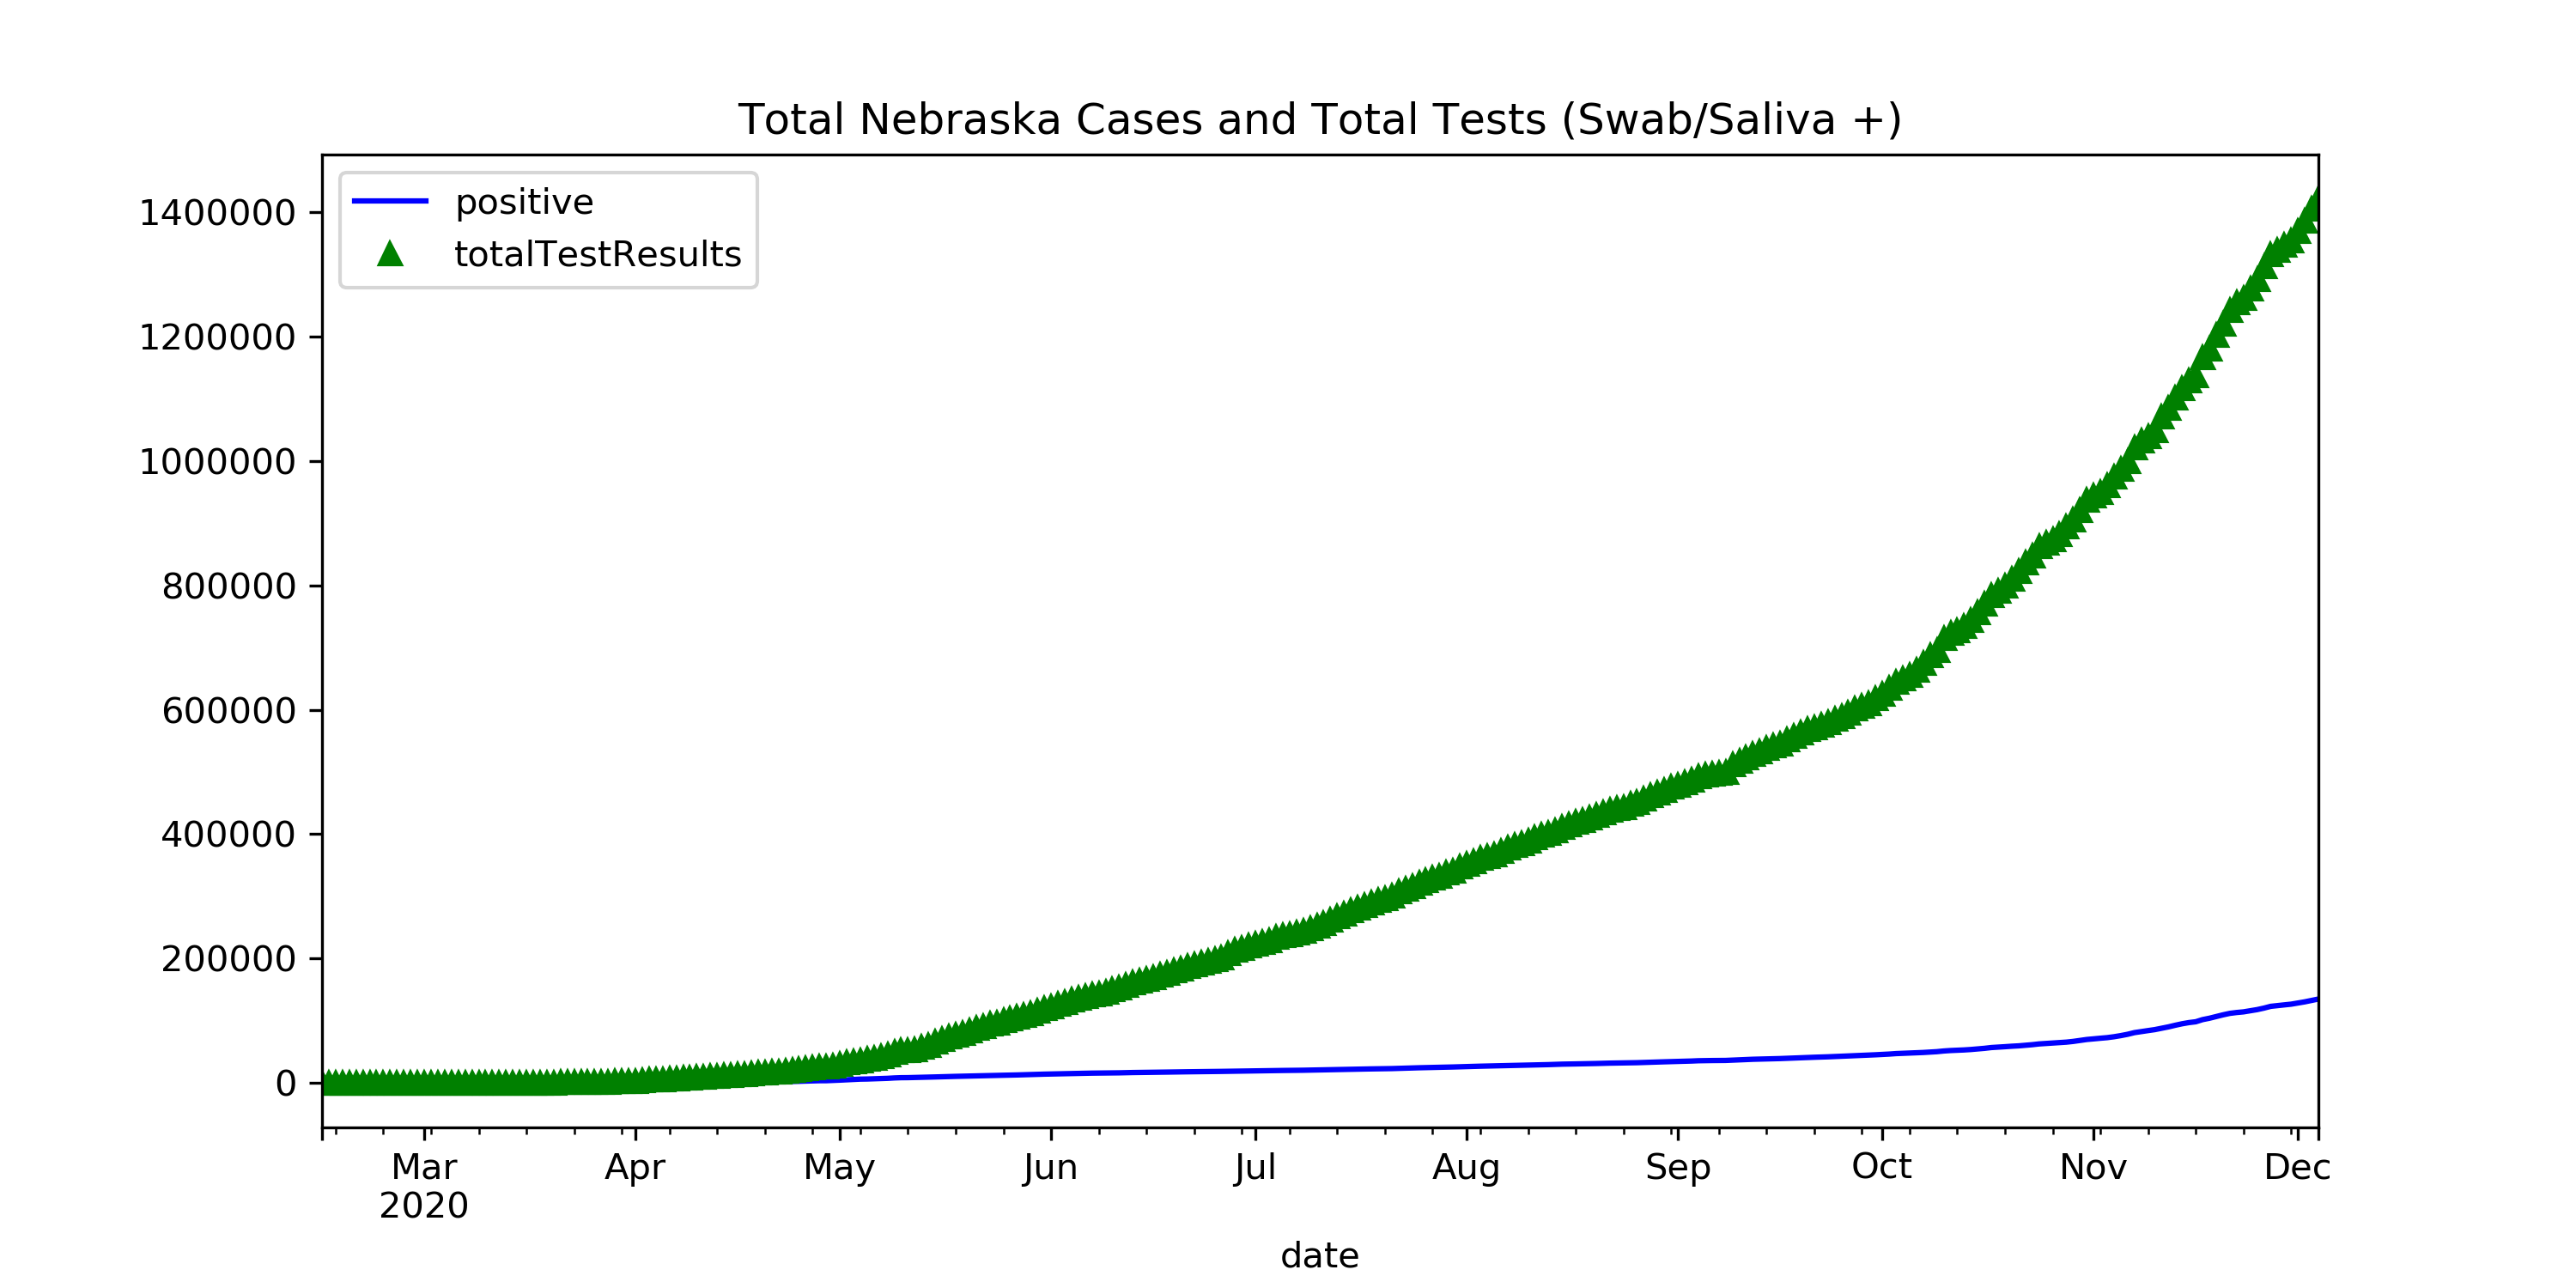 Total Nebraska Cases and Total Tests (Swab/Saliva +)
positive
totalTestResults
1400000
1200000
1000000
800000
600000
400000
200000
0
Mar Apr May Jun Jul Aug Sep Oct Nov Dec
2020
date